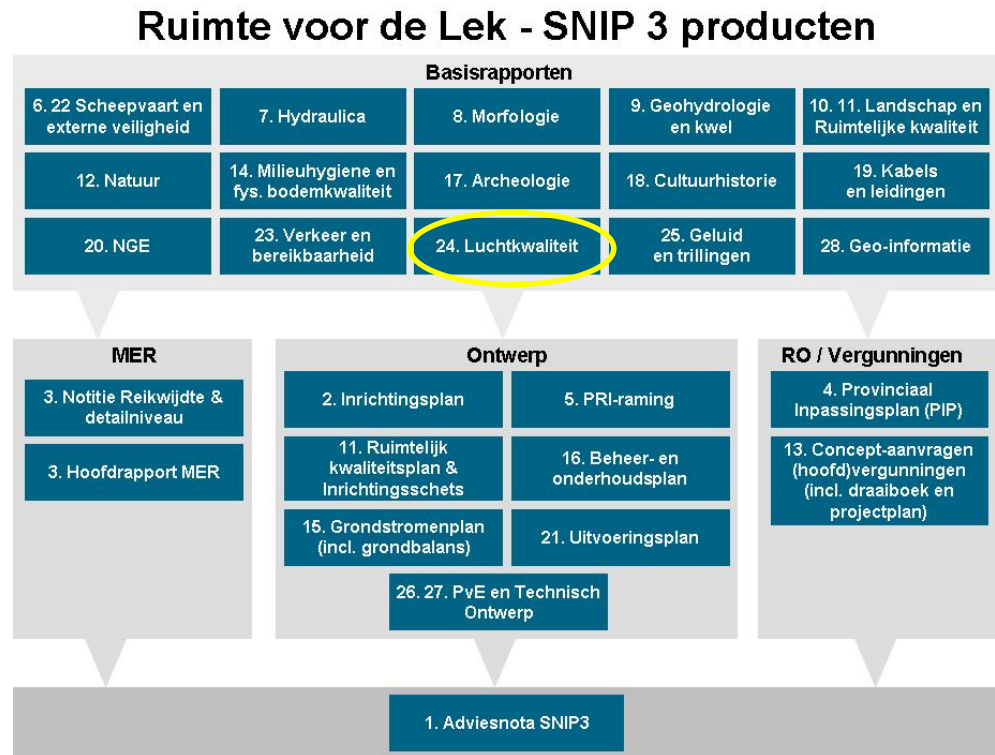 Ruimte voor de Lek - SNIP 3 producten
Basisrapporten
6. 22 Scheepvaart en
externe veiligheid
7. Hydraulica
8. Morfologie
9. Geohydrologie
en kwel
10. 11. Landschap en
Ruimtelijke kwaliteit
12. Natuur
14. Milieuhygiene en
fys. bodemkwaliteit
17. Archeologie
18. Cultuurhistorie
19. Kabels
en leidingen
20. NGE
23. Verkeer en
bereikbaarheid
24. Luchtkwaliteit
25. Geluid
en trillingen
28. Geo-informatie
MER
3. Notitie Reikwijdte &
detailniveau
3. Hoofdrapport MER
Ontwerp
2. Inrichtingsplan
5. PRI-raming
11. Ruimtelijk
kwaliteitsplan &
Inrichtingsschets
16. Beheer- en
onderhoudsplan
15. Grondstromenplan
(incl. grondbalans)
21. Uitvoeringsplan
26. 27. PvE en Technisch
Ontwerp
RO / Vergunningen
4. Provinciaal
Inpassingsplan (PIP)
13. Concept-aanvragen
(hoofd)vergunningen
(incl. draaiboek en
projectplan)
1. Adviesnota SNIP3